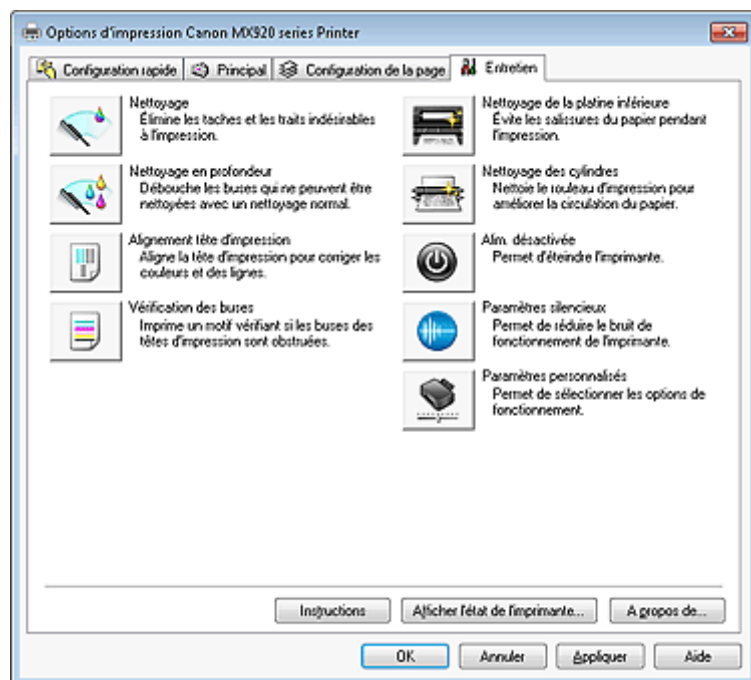 Options d'impression Canon MX920 series Printer
Configuration rapide
Principal
Configuration de la page
Entretien
Nettoyage
Élimine les taches et les traits indésirables
à l'impression.
Nettoyage en profondeur
Débouche les buses qui ne peuvent être
nettoyées avec un nettoyage normal.
Alignement tête d'impression
Aligne la tête d'impression pour corriger les
couleurs et des lignes.
Vérification des buses
Imprime un motif vérifiant si les buses des
têtes d'impression sont obstruées.
Nettoyage de la platine inférieure
Évite les salissures du papier pendant
l'impression.
Nettoyage des cylindres
Nettoie le rouleau d'impression pour
améliorer la circulation du papier.
Alim. désactivée
Permet d'éteindre l'imprimante.
Paramètres silencieux
Permet de réduire le bruit de
fonctionnement de l'imprimante.
Paramètres personnalisés
Permet de sélectionner les options de
fonctionnement.
Instructions
Afficher l'état de l'imprimante...
A propos de...
OK
Annuler
Appliquer
Aide